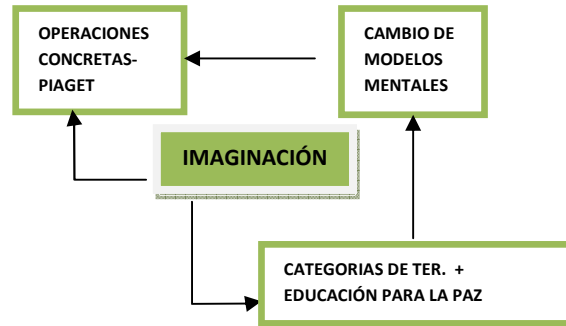 OPERACIONES
CONCRETAS-
PIAGET
CAMBIO DE
MODELOS
MENTALES
IMAGINACIÓN
CATEGORIAS DE TER. +
EDUCACIÓN PARA LA PAZ